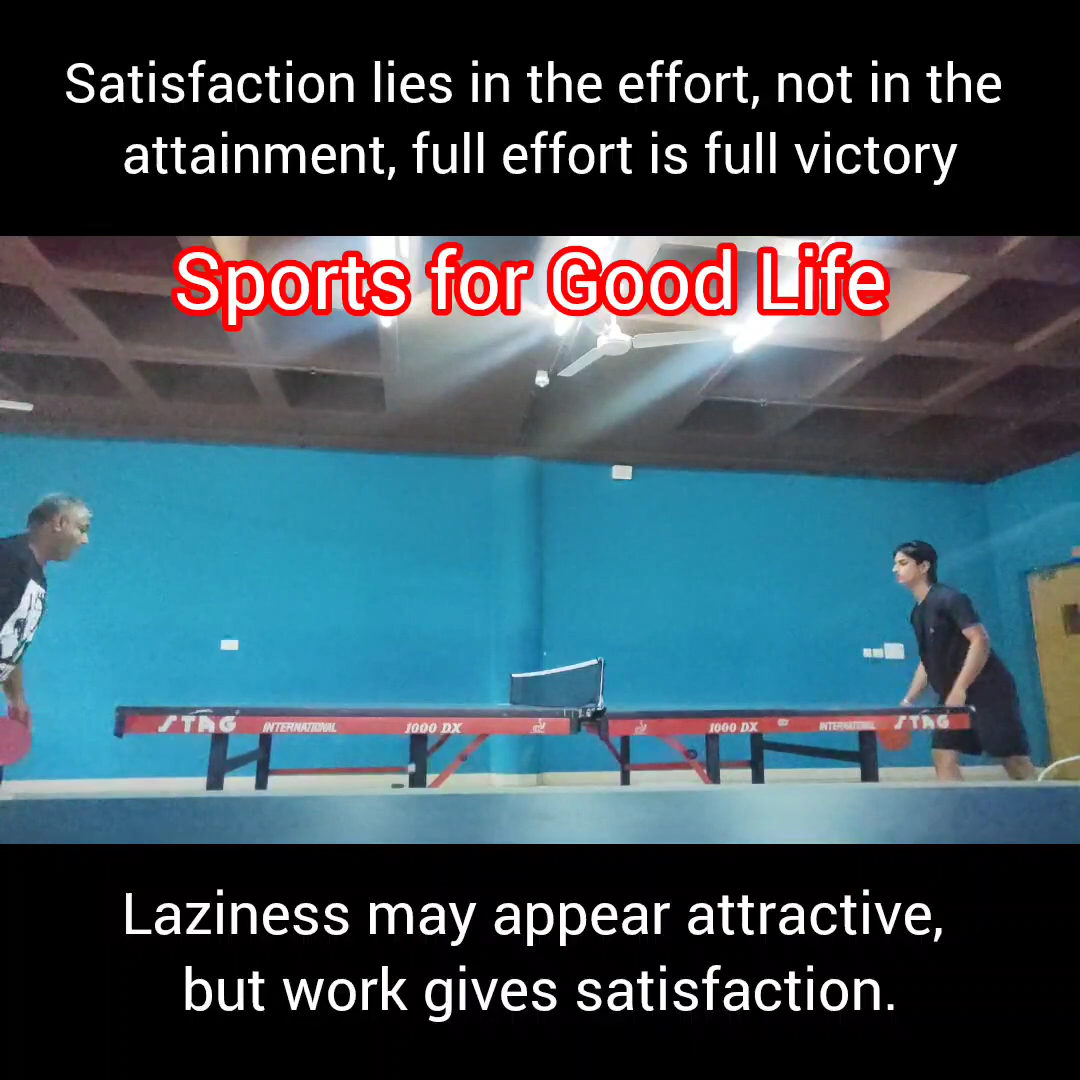 Satisfaction lies in the effort, not in the
attainment, full effort is full victory
Sports for Good Life
STAG INTERNATIONAL 1000 DX 1000 DX INTERNATIONAL STAG
Laziness may appear attractive,
but work gives satisfaction.